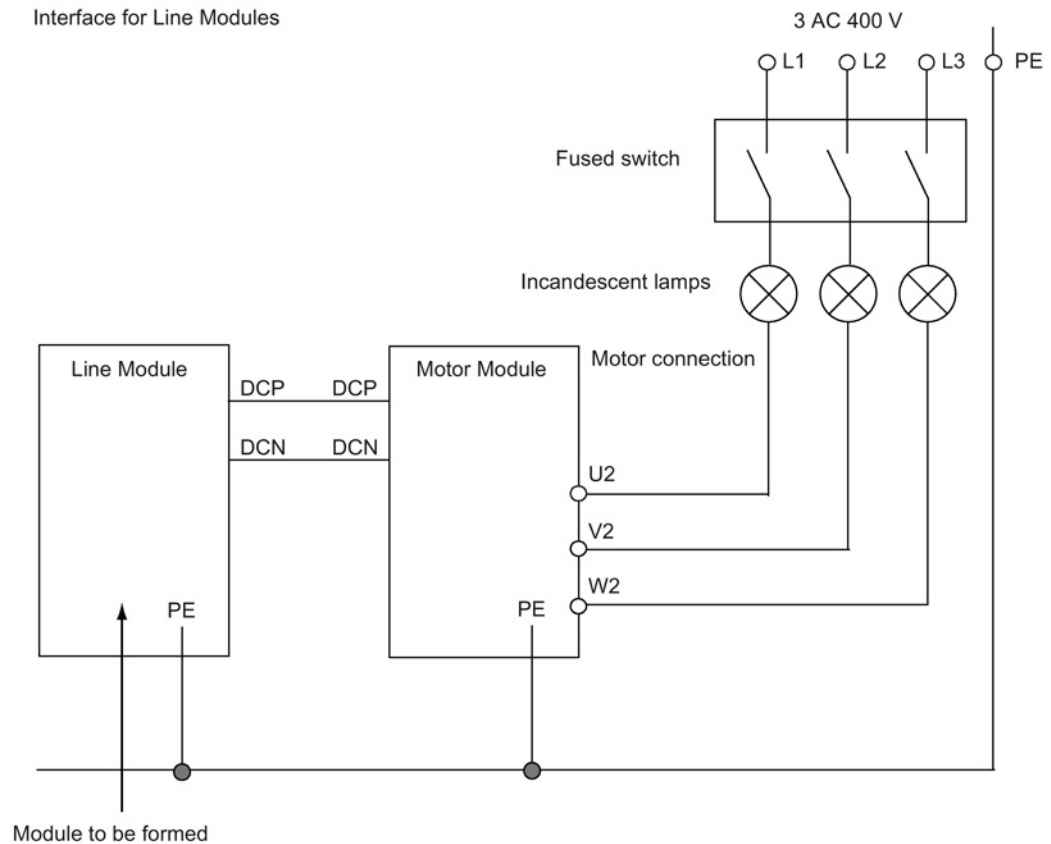 Interface for Line Modules
3 AC 400 V
L1
L2
L3
PE
Fused switch
Incandescent lamps
Line Module
Motor Module
Motor connection
DCP
DCP
DCN
DCN
U2
V2
W2
PE
PE
Module to be formed